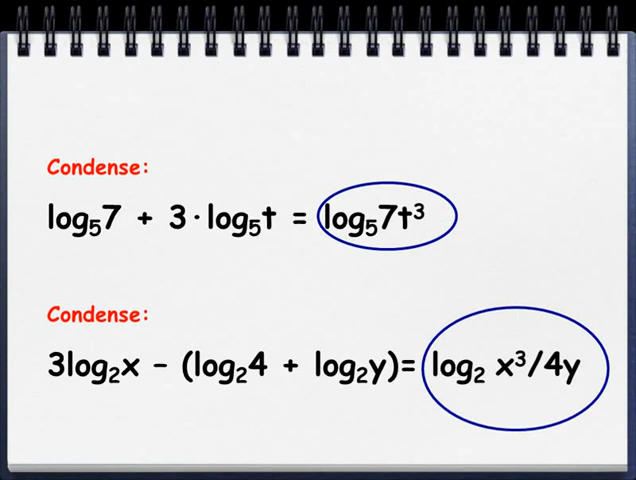 Condense:
log₅7 + 3·log₅t = log₅7t³
Condense:
3log₂x – (log₂4 + log₂y)= log₂ x³/4y